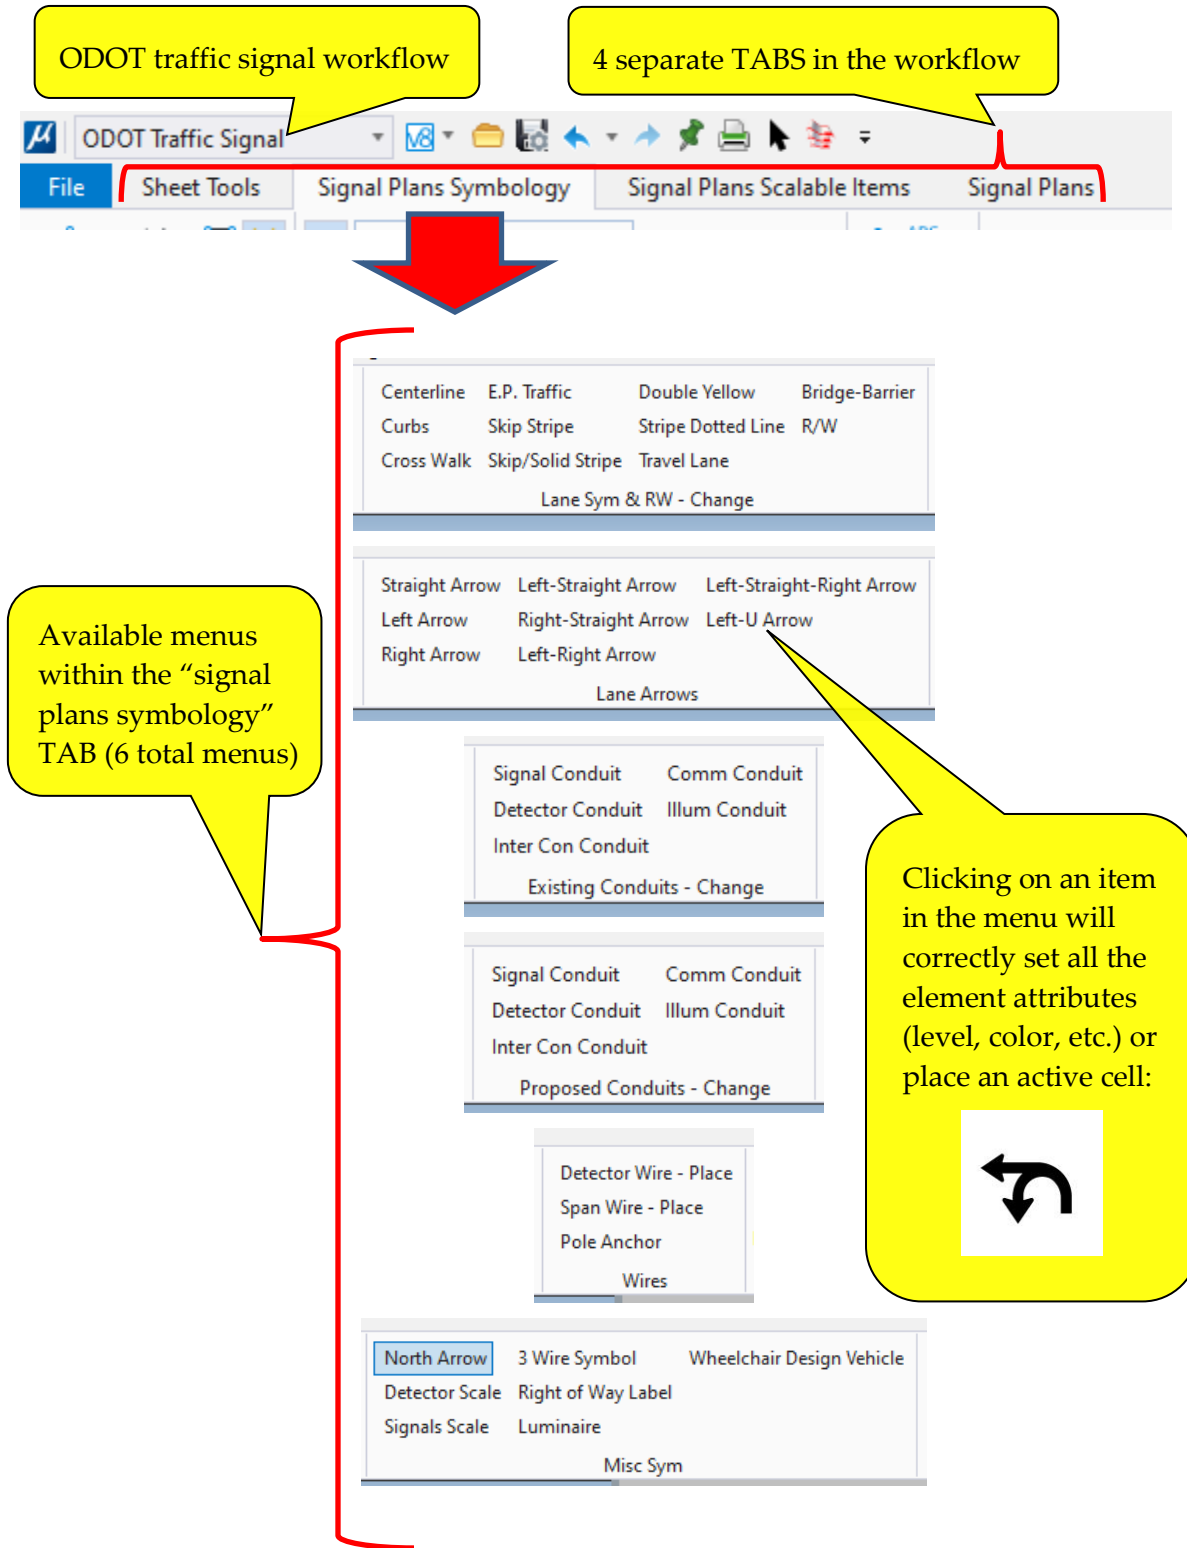 ODOT traffic signal workflow
4 separate TABS in the workflow
ODOT Traffic Signal
V8
File Sheet Tools Signal Plans Symbology Signal Plans Scalable Items Signal Plans
Centerline E.P. Traffic Double Yellow Bridge-Barrier
Curbs Skip Stripe Stripe Dotted Line R/W
Cross Walk Skip/Solid Stripe Travel Lane
Lane Sym & RW - Change
Straight Arrow Left-Straight Arrow Left-Straight-Right Arrow
Left Arrow Right-Straight Arrow Left-U Arrow
Right Arrow Left-Right Arrow
Lane Arrows
Available menus
within the “signal
plans symbology”
TAB (6 total menus)
Signal Conduit Comm Conduit
Detector Conduit Illum Conduit
Inter Con Conduit
Existing Conduits - Change
Clicking on an item
in the menu will
correctly set all the
element attributes
(level, color, etc.) or
place an active cell:
Signal Conduit Comm Conduit
Detector Conduit Illum Conduit
Inter Con Conduit
Proposed Conduits - Change
Detector Wire - Place
Span Wire - Place
Pole Anchor
Wires
North Arrow 3 Wire Symbol Wheelchair Design Vehicle
Detector Scale Right of Way Label
Signals Scale Luminaire
Misc Sym